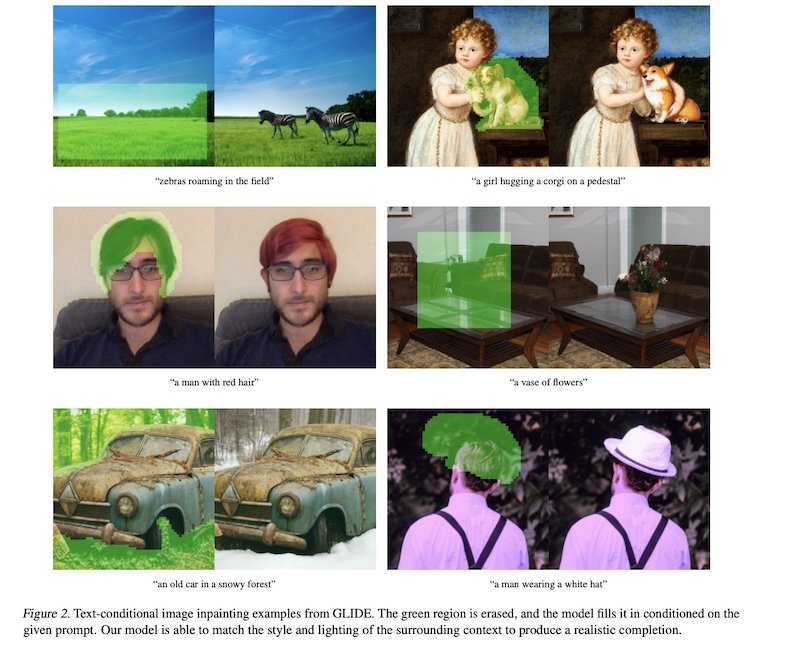 “zebras roaming in the field”
“a girl hugging a corgi on a pedestal”
“a man with red hair”
“a vase of flowers”
“an old car in a snowy forest”
“a man wearing a white hat”
Figure 2. Text-conditional image inpainting examples from GLIDE. The green region is erased, and the model fills it in conditioned on the
given prompt. Our model is able to match the style and lighting of the surrounding context to produce a realistic completion.